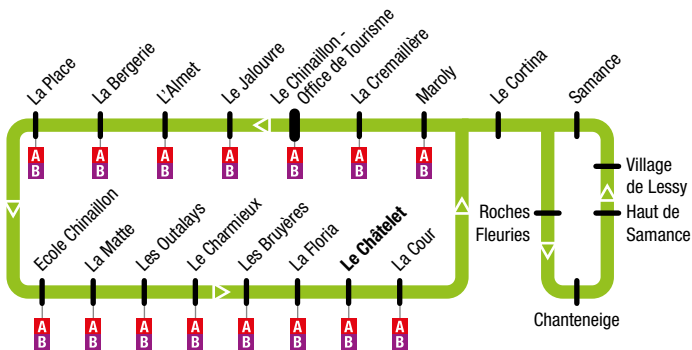 La Place
La Bergerie
L'Almet
Le Jalouvre
Le Chinaillon -
Office de Tourisme
La Cremaillère
Maroly
Le Cortina
Samance
A
B
A
B
A
B
A
B
A
B
A
B
A
B
Village
de Lessy
Roches
Fleuries
Haut de
Samance
Ecole Chinaillon
La Matte
Les Outalays
Le Charmieux
Les Bruyères
La Floria
Le Châtelet
La Cour
Chanteneige
A
B
A
B
A
B
A
B
A
B
A
B
A
B
A
B